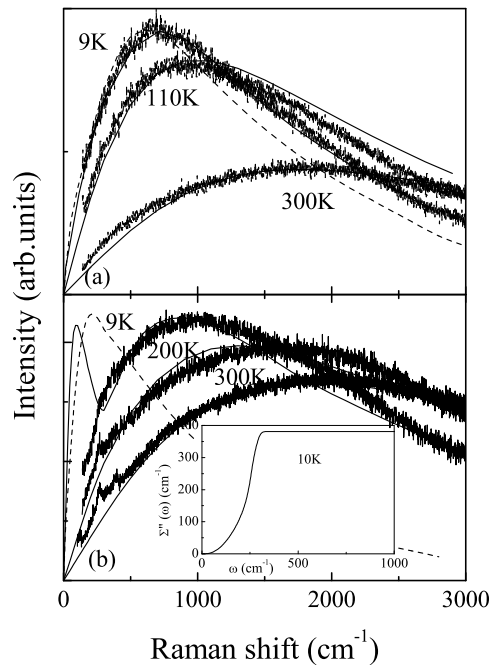 Intensity (arb.units)
9K
110K
300K
(a)
9K
200K
300K
(b)
400
300
200
100
0
Σ" (ω) (cm-1)
10K
0
500
1000
ω (cm-1)
0
1000
2000
3000
Raman shift (cm-1)